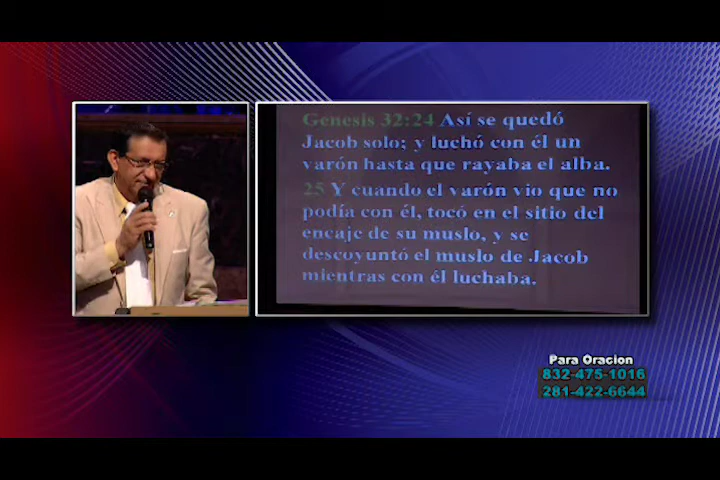 Genesis 32:24 Así se quedó
Jacob solo; y luchó con él un
varón hasta que rayaba el alba.
25 Y cuando el varón vio que no
podía con él, tocó en el sitio del
encaje de su muslo, y se
descoyuntó el muslo de Jacob
mientras con él luchaba.
Para Oracion
832-475-1016
281-422-6644